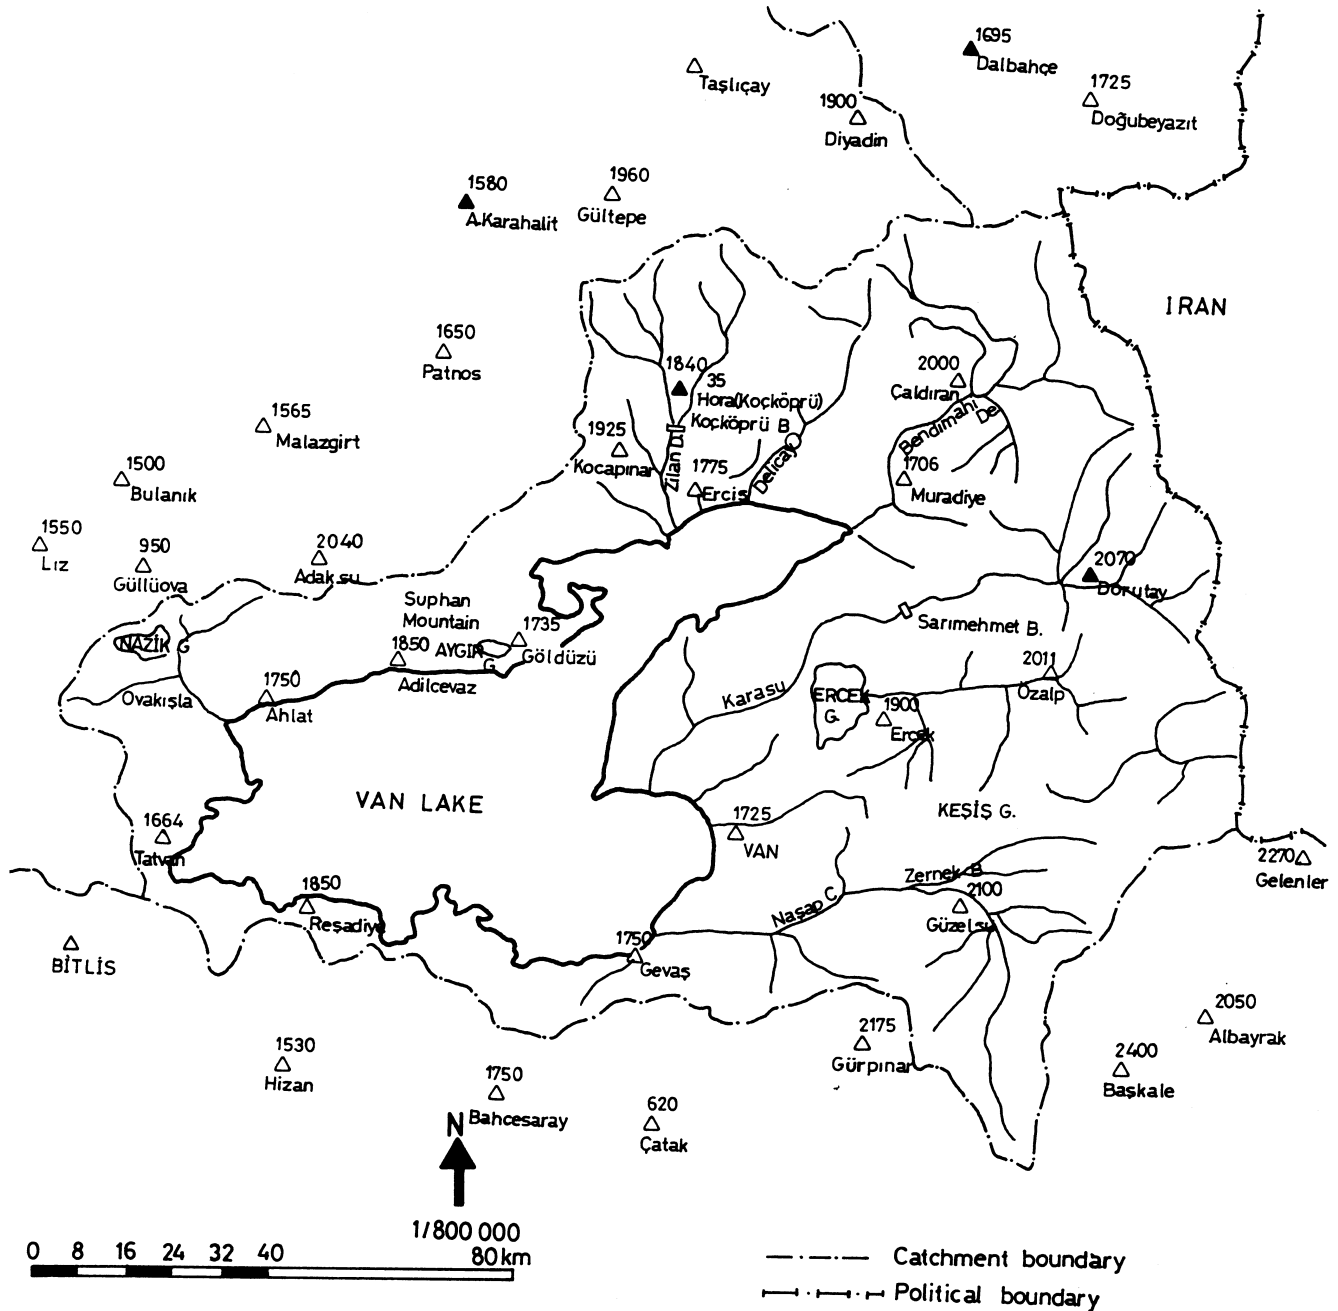 1695
Dalbahçe
Taşlıçay
1725
Doğubeyazıt
1900
Diyadin
1580
A.Karahalit
1960
Gültepe
IRAN
1650
Patnos
1840
35
Hora(Koçköprü)
Koçköprü B
2000
Çaldıran
Bendimahi De.
1565
Malazgirt
1925
Kocapınar
Zilan D.
1775
Erciş
Deliçay
1706
Muradiye
1500
Bulanık
1550
Lız
950
Güllüova
2040
Adaksu
2070
Dorutay
Suphan
Mountain
1735
Göldüzü
Sarımehmet B.
NAZİK G
1850
AYGIR
G.
Adilcevaz
2011
Özalp
Ovakışla
1750
Ahlat
Karasu
ERCEK
G.
1900
Ercek
VAN LAKE
KEŞİŞ G.
1664
Tatvan
1725
VAN
2270
Gelenler
1850
Reşadiye
Zernek B
2100
Güzelsu
Naşap C.
BİTLİS
1750
Gevaş
2050
Albayrak
1530
Hizan
2175
Gürpınar
2400
Başkale
1750
Bahcesaray
620
Çatak
N
1/800 000
0 8 16 24 32 40 80 km
Catchment boundary
Political boundary